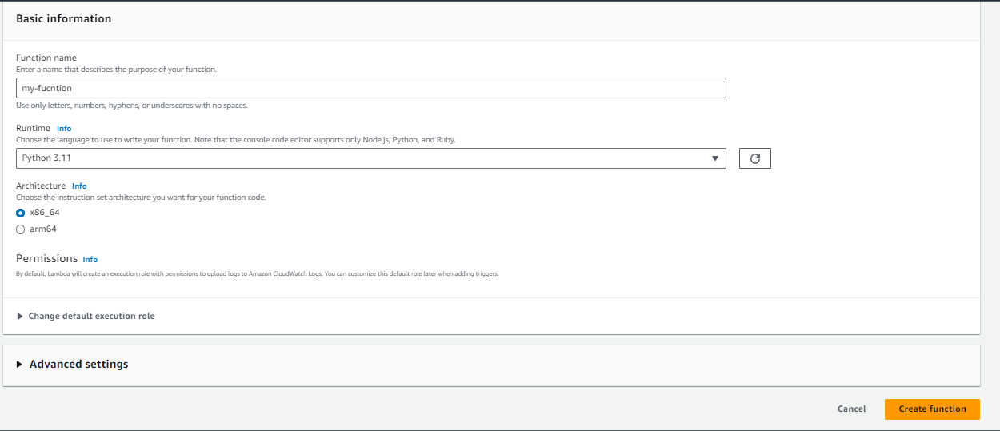 Basic information
Function name
Enter a name that describes the purpose of your function.
my-fucntion
Use only letters, numbers, hyphens, or underscores with no spaces.
Runtime Info
Choose the language to use to write your function. Note that the console code editor supports only Node.js, Python, and Ruby.
Python 3.11
Architecture Info
Choose the instruction set architecture you want for your function code.
x86_64
arm64
Permissions Info
By default, Lambda will create an execution role with permissions to upload logs to Amazon CloudWatch Logs. You can customize this default role later when adding triggers.
Change default execution role
Advanced settings
Cancel Create function